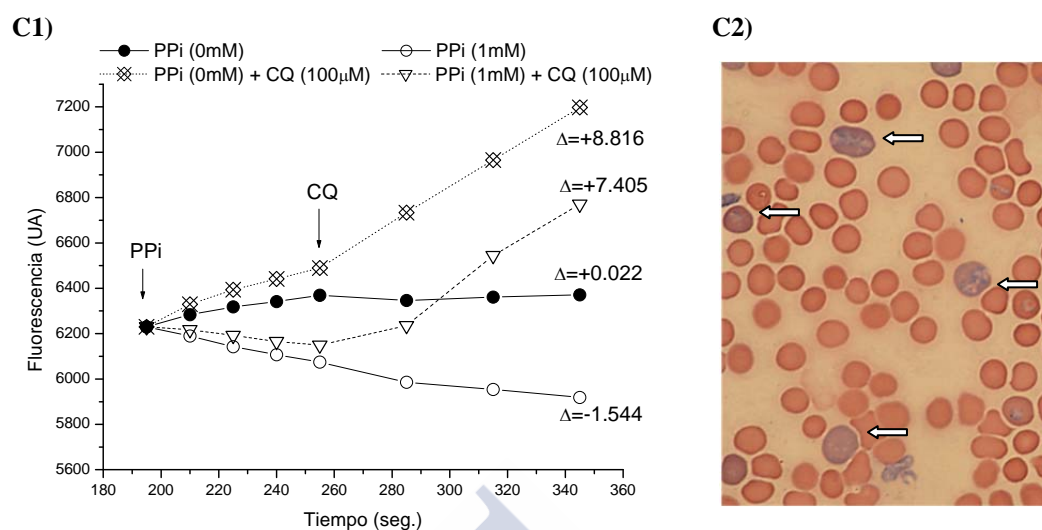 C1)
C2)
PPi (0mM)
PPi (1mM)
PPi (0mM) + CQ (100μM)
PPi (1mM) + CQ (100μM)
7200
7000
6800
6600
6400
6200
6000
5800
5600
Fluorescencia (UA)
PPi
CQ
Δ=+8.816
Δ=+7.405
Δ=+0.022
Δ=-1.544
180 200 220 240 260 280 300 320 340 360
Tiempo (seg.)